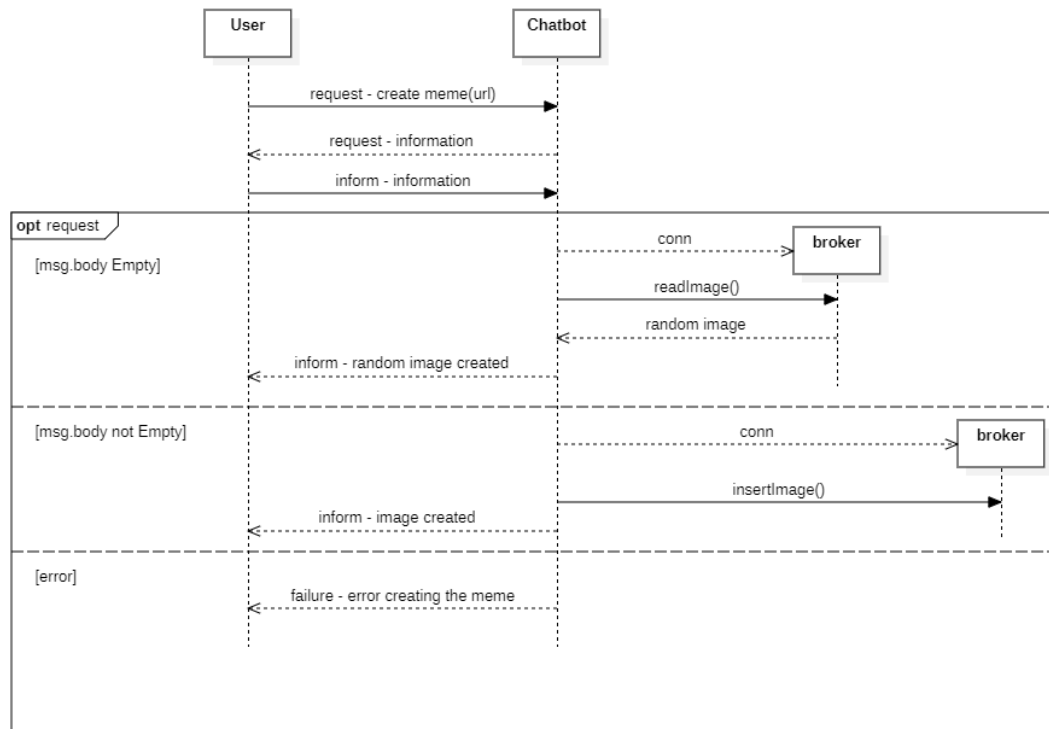 User
Chatbot
request - create meme(url)
request - information
inform - information
opt request
[msg.body Empty]
conn
broker
readImage()
random image
inform - random image created
[msg.body not Empty]
conn
broker
insertImage()
inform - image created
[error]
failure - error creating the meme